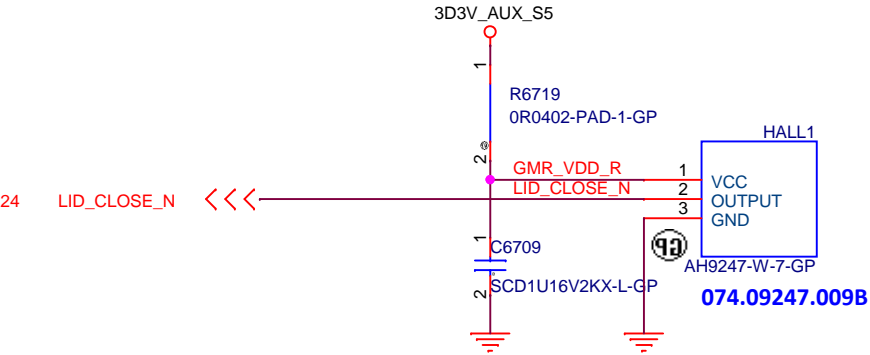 3D3V_AUX_S5
1
R6719
0R0402-PAD-1-GP
2
HALL1
GMR_VDD_R
1
VCC
24
LID_CLOSE_N
LID_CLOSE_N
2
OUTPUT
3
GND
GP
1
C6709
AH9247-W-7-GP
2
SCD1U16V2KX-L-GP
074.09247.009B